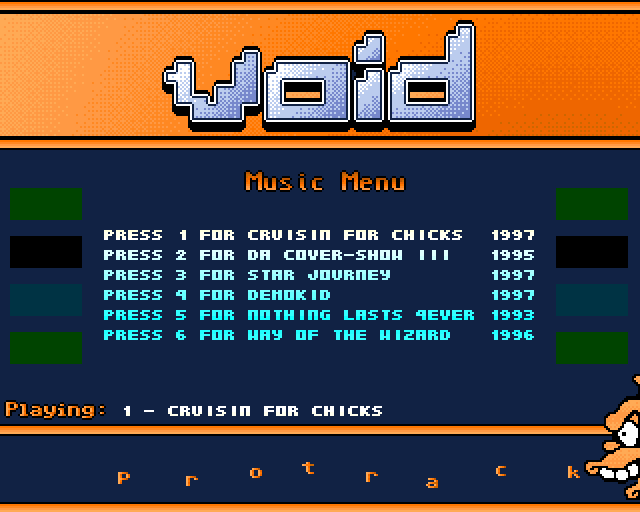 void
Music Menu
PRESS 1 FOR CRUISIN FOR CHICKS 1997
PRESS 2 FOR DA COVER-SHOW III 1995
PRESS 3 FOR STAR JOURNEY 1997
PRESS 4 FOR DEMOKID 1997
PRESS 5 FOR NOTHING LASTS 4EVER 1993
PRESS 6 FOR WAY OF THE WIZARD 1996
Playing: 1 - CRUISIN FOR CHICKS
P r o t r a c k